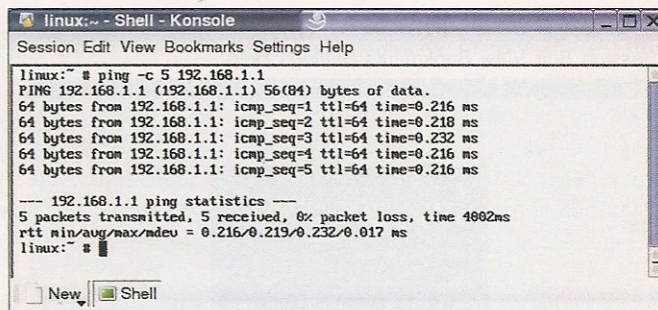 linux:~ - Shell - Konsole
Session Edit View Bookmarks Settings Help
linux:~ # ping -c 5 192.168.1.1
PING 192.168.1.1 (192.168.1.1) 56(84) bytes of data.
64 bytes from 192.168.1.1: icmp_seq=1 ttl=64 time=0.216 ms
64 bytes from 192.168.1.1: icmp_seq=2 ttl=64 time=0.218 ms
64 bytes from 192.168.1.1: icmp_seq=3 ttl=64 time=0.232 ms
64 bytes from 192.168.1.1: icmp_seq=4 ttl=64 time=0.216 ms
64 bytes from 192.168.1.1: icmp_seq=5 ttl=64 time=0.216 ms
--- 192.168.1.1 ping statistics ---
5 packets transmitted, 5 received, 0% packet loss, time 4002ms
rtt min/avg/max/mdev = 0.216/0.219/0.232/0.017 ms
linux:~ #
New Shell